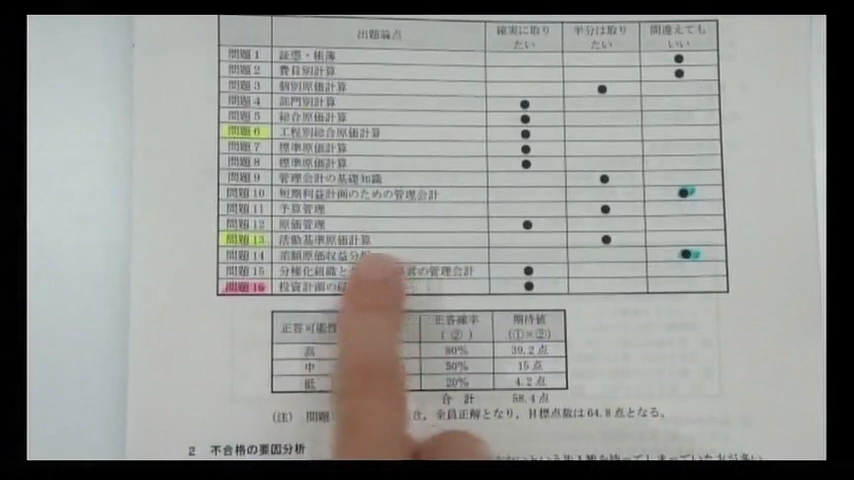 出題論点 確実に取りたい 半分は取りたい 間違えてもいい
問題1 証憑・帳簿 ●
問題2 費目別計算 ●
問題3 個別原価計算 ●
問題4 部門別計算 ●
問題5 総合原価計算 ●
問題6 工程別総合原価計算 ●
問題7 標準原価計算 ●
問題8 標準原価計算 ●
問題9 管理会計の基礎知識 ●
問題10 短期利益計画のための管理会計 ●
問題11 予算管理 ●
問題12 原価管理 ●
問題13 活動基準原価計算 ●
問題14 差額原価収益分 ●
問題15 分権化組織と の管理会計 ●
問題16 投資計画の ●
正答可能性 正答確率(②) 期待値(①×②)
高 80% 39.2点
中 50% 15点
低 20% 4.2点
合計 58.4点
(注) 問題 全員正解となり、目標点数は64.8点となる。
2 不合格の要因分析